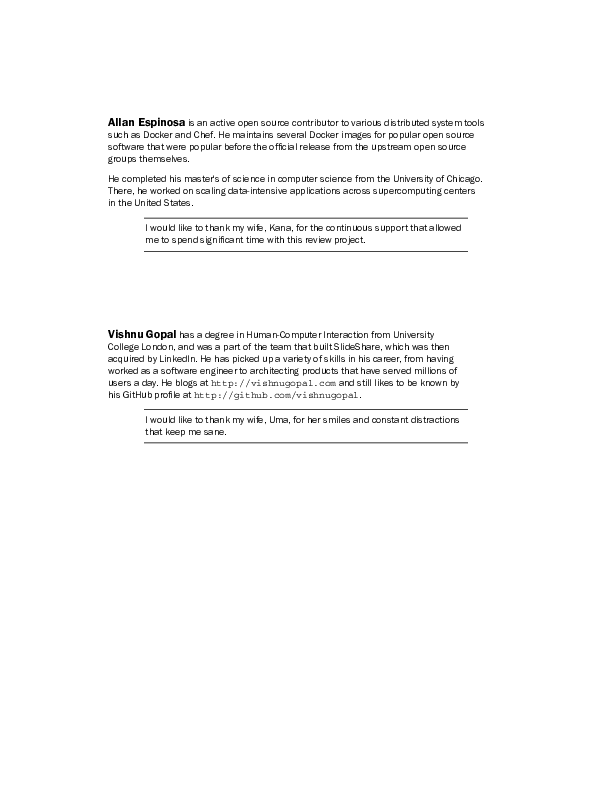 Allan Espinosa is an active open source contributor to various distributed system tools
such as Docker and Chef. He maintains several Docker images for popular open source
software that were popular before the official release from the upstream open source
groups themselves.
He completed his master's of science in computer science from the University of Chicago.
There, he worked on scaling data-intensive applications across supercomputing centers
in the United States.
I would like to thank my wife, Kana, for the continuous support that allowed
me to spend significant time with this review project.
Vishnu Gopal has a degree in Human-Computer Interaction from University
College London, and was a part of the team that built SlideShare, which was then
acquired by LinkedIn. He has picked up a variety of skills in his career, from having
worked as a software engineer to architecting products that have served millions of
users a day. He blogs at http://vishnugopal.com and still likes to be known by
his GitHub profile at http://github.com/vishnugopal.
I would like to thank my wife, Uma, for her smiles and constant distractions
that keep me sane.